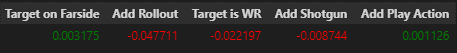 Target on Farside Add Rollout Target is WR Add Shotgun Add Play Action
0.003175 -0.047711 -0.022197 -0.008744 0.001126